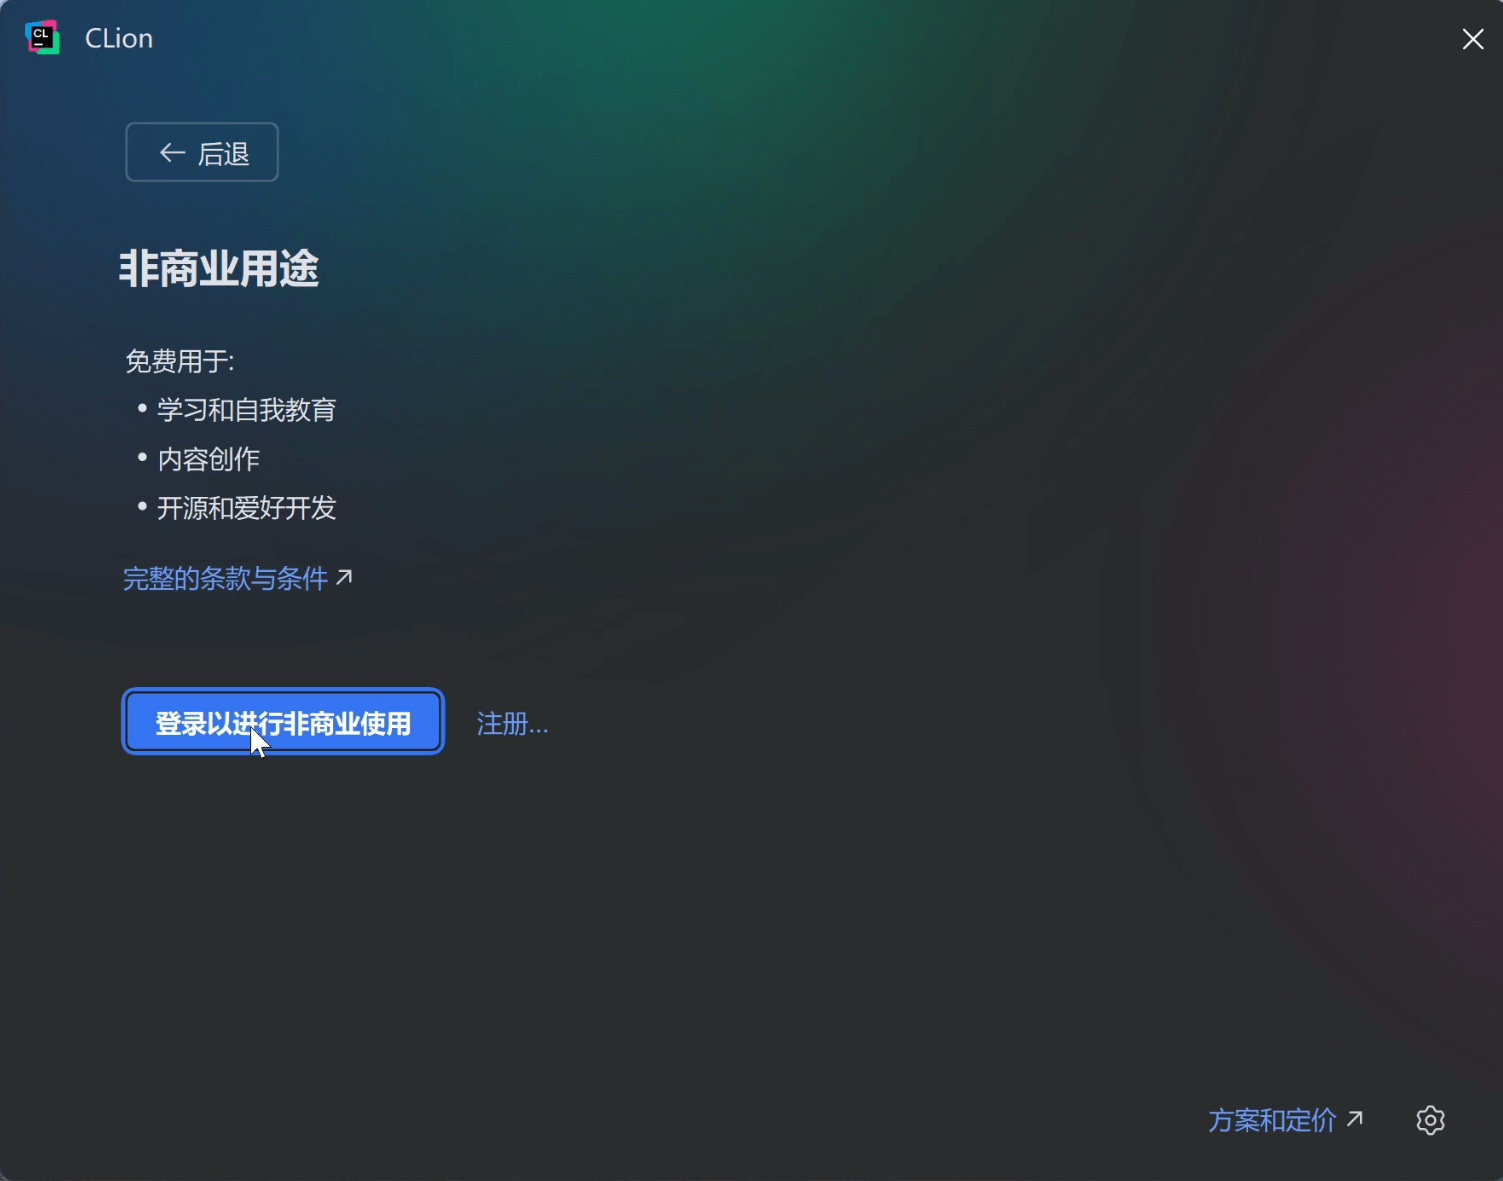 CL
CLion
← 后退
非商业用途
免费用于:
• 学习和自我教育
• 内容创作
• 开源和爱好开发
完整的条款与条件 ↗
登录以进行非商业使用
注册...
方案和定价 ↗